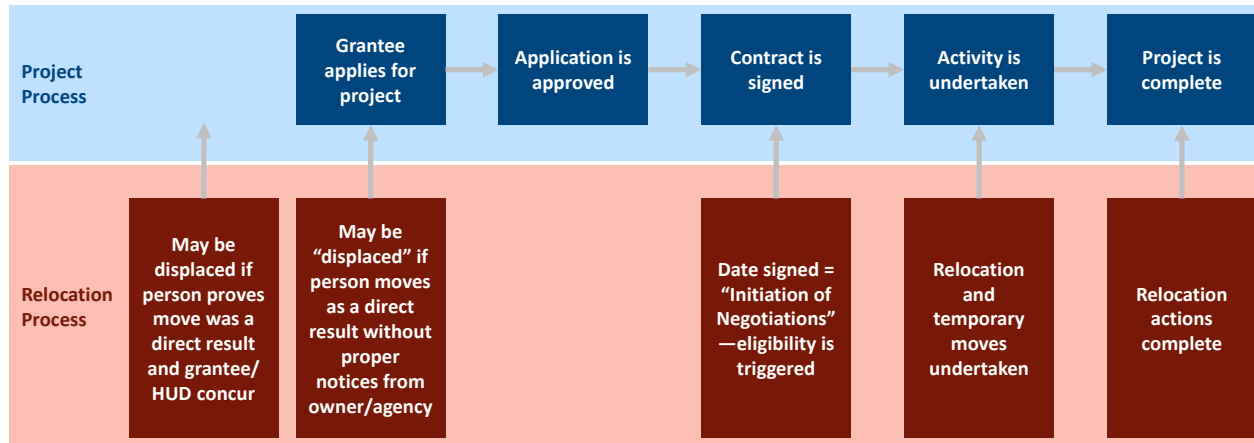 Project
Process
Grantee
applies for
project
Application is
approved
Contract is
signed
Activity is
undertaken
Project is
complete
Relocation
Process
May be
displaced if
person proves
move was a
direct result
and grantee/
HUD concur
May be
“displaced” if
person moves
as a direct
result without
proper
notices from
owner/agency
Date signed =
“Initiation of
Negotiations”
—eligibility is
triggered
Relocation
and
temporary
moves
undertaken
Relocation
actions
complete